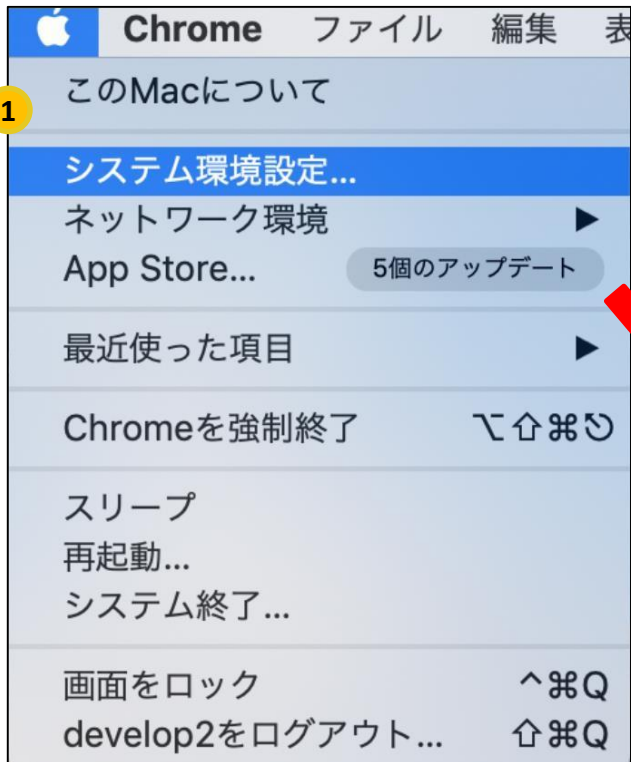 Chrome ファイル 編集 表
このMacについて
1
システム環境設定...
ネットワーク環境 ▶
App Store... 5個のアップデート
最近使った項目 ▶
Chromeを強制終了 ⌥⇧⌘⎋
スリープ
再起動...
システム終了...
画面をロック ^⌘Q
develop2をログアウト... ⇧⌘Q